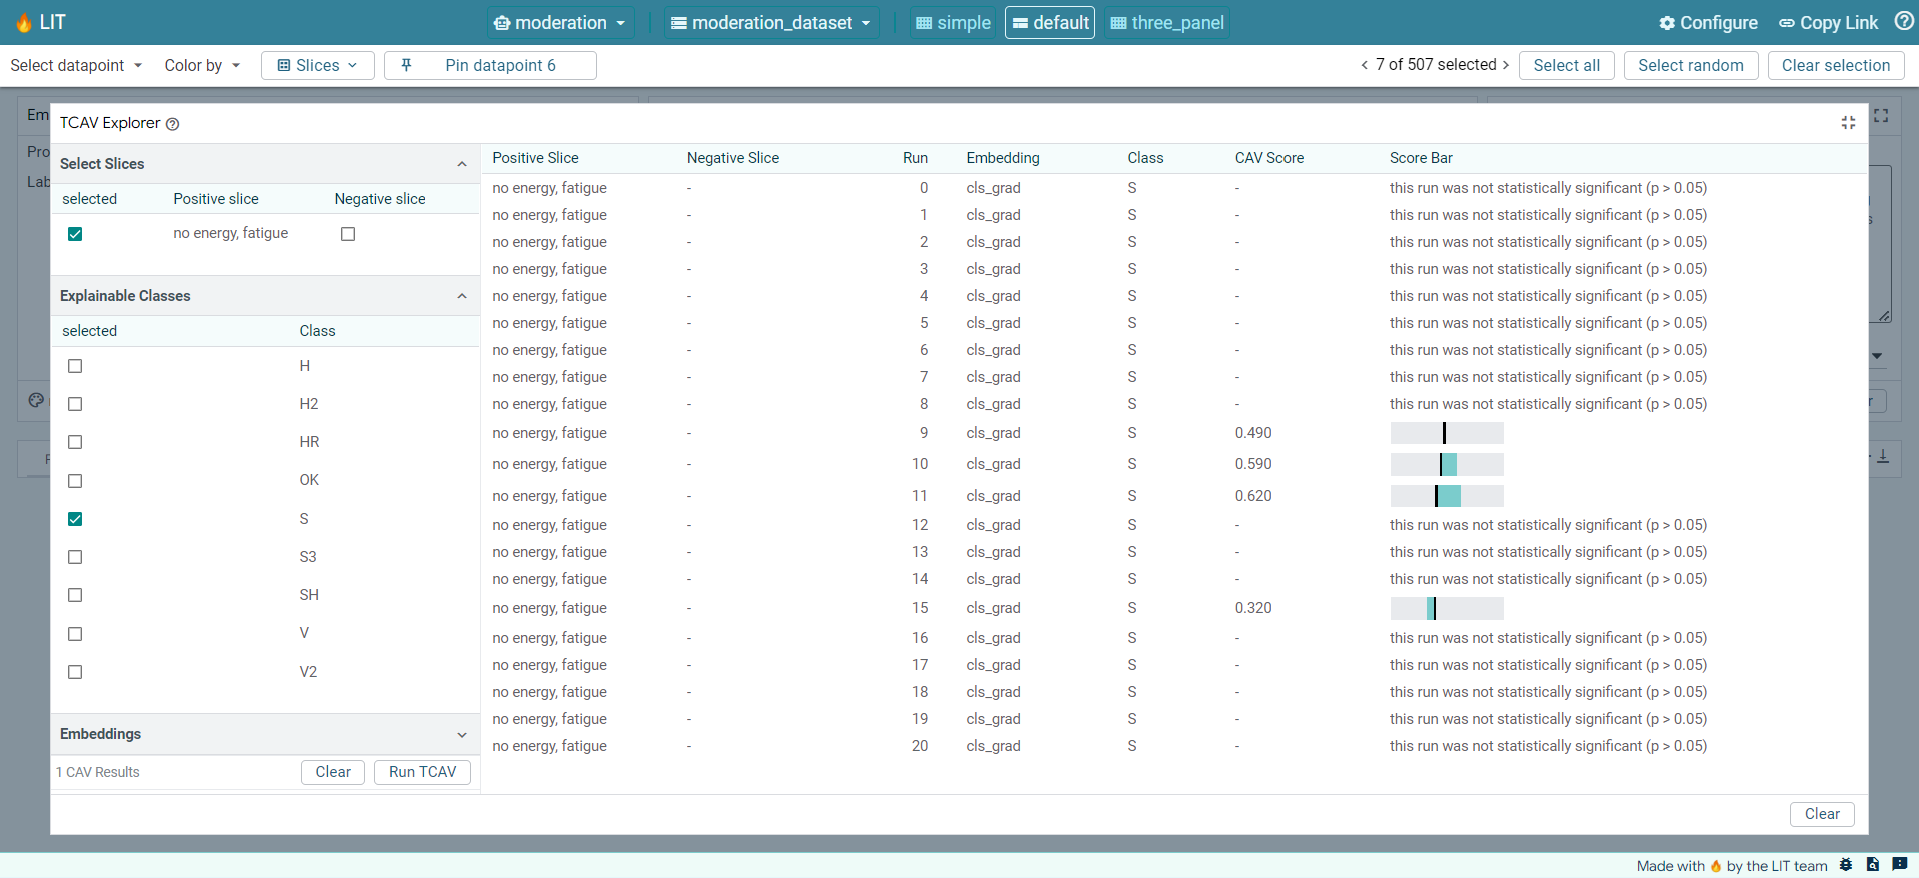 LIT
moderation
moderation_dataset
simple
default
three_panel
Configure
Copy Link
Select datapoint
Color by
Slices
Pin datapoint 6
7 of 507 selected
Select all
Select random
Clear selection
Em
Pro
Lab
TCAV Explorer
Select Slices
selected Positive slice Negative slice
no energy, fatigue
Explainable Classes
selected Class
H
H2
HR
OK
S
S3
SH
V
V2
Embeddings
1 CAV Results
Clear
Run TCAV
Positive Slice Negative Slice Run Embedding Class CAV Score Score Bar
no energy, fatigue - 0 cls_grad S - this run was not statistically significant (p > 0.05)
no energy, fatigue - 1 cls_grad S - this run was not statistically significant (p > 0.05)
no energy, fatigue - 2 cls_grad S - this run was not statistically significant (p > 0.05)
no energy, fatigue - 3 cls_grad S - this run was not statistically significant (p > 0.05)
no energy, fatigue - 4 cls_grad S - this run was not statistically significant (p > 0.05)
no energy, fatigue - 5 cls_grad S - this run was not statistically significant (p > 0.05)
no energy, fatigue - 6 cls_grad S - this run was not statistically significant (p > 0.05)
no energy, fatigue - 7 cls_grad S - this run was not statistically significant (p > 0.05)
no energy, fatigue - 8 cls_grad S - this run was not statistically significant (p > 0.05)
no energy, fatigue - 9 cls_grad S 0.490
no energy, fatigue - 10 cls_grad S 0.590
no energy, fatigue - 11 cls_grad S 0.620
no energy, fatigue - 12 cls_grad S - this run was not statistically significant (p > 0.05)
no energy, fatigue - 13 cls_grad S - this run was not statistically significant (p > 0.05)
no energy, fatigue - 14 cls_grad S - this run was not statistically significant (p > 0.05)
no energy, fatigue - 15 cls_grad S 0.320
no energy, fatigue - 16 cls_grad S - this run was not statistically significant (p > 0.05)
no energy, fatigue - 17 cls_grad S - this run was not statistically significant (p > 0.05)
no energy, fatigue - 18 cls_grad S - this run was not statistically significant (p > 0.05)
no energy, fatigue - 19 cls_grad S - this run was not statistically significant (p > 0.05)
no energy, fatigue - 20 cls_grad S - this run was not statistically significant (p > 0.05)
Clear
Made with 🔥 by the LIT team